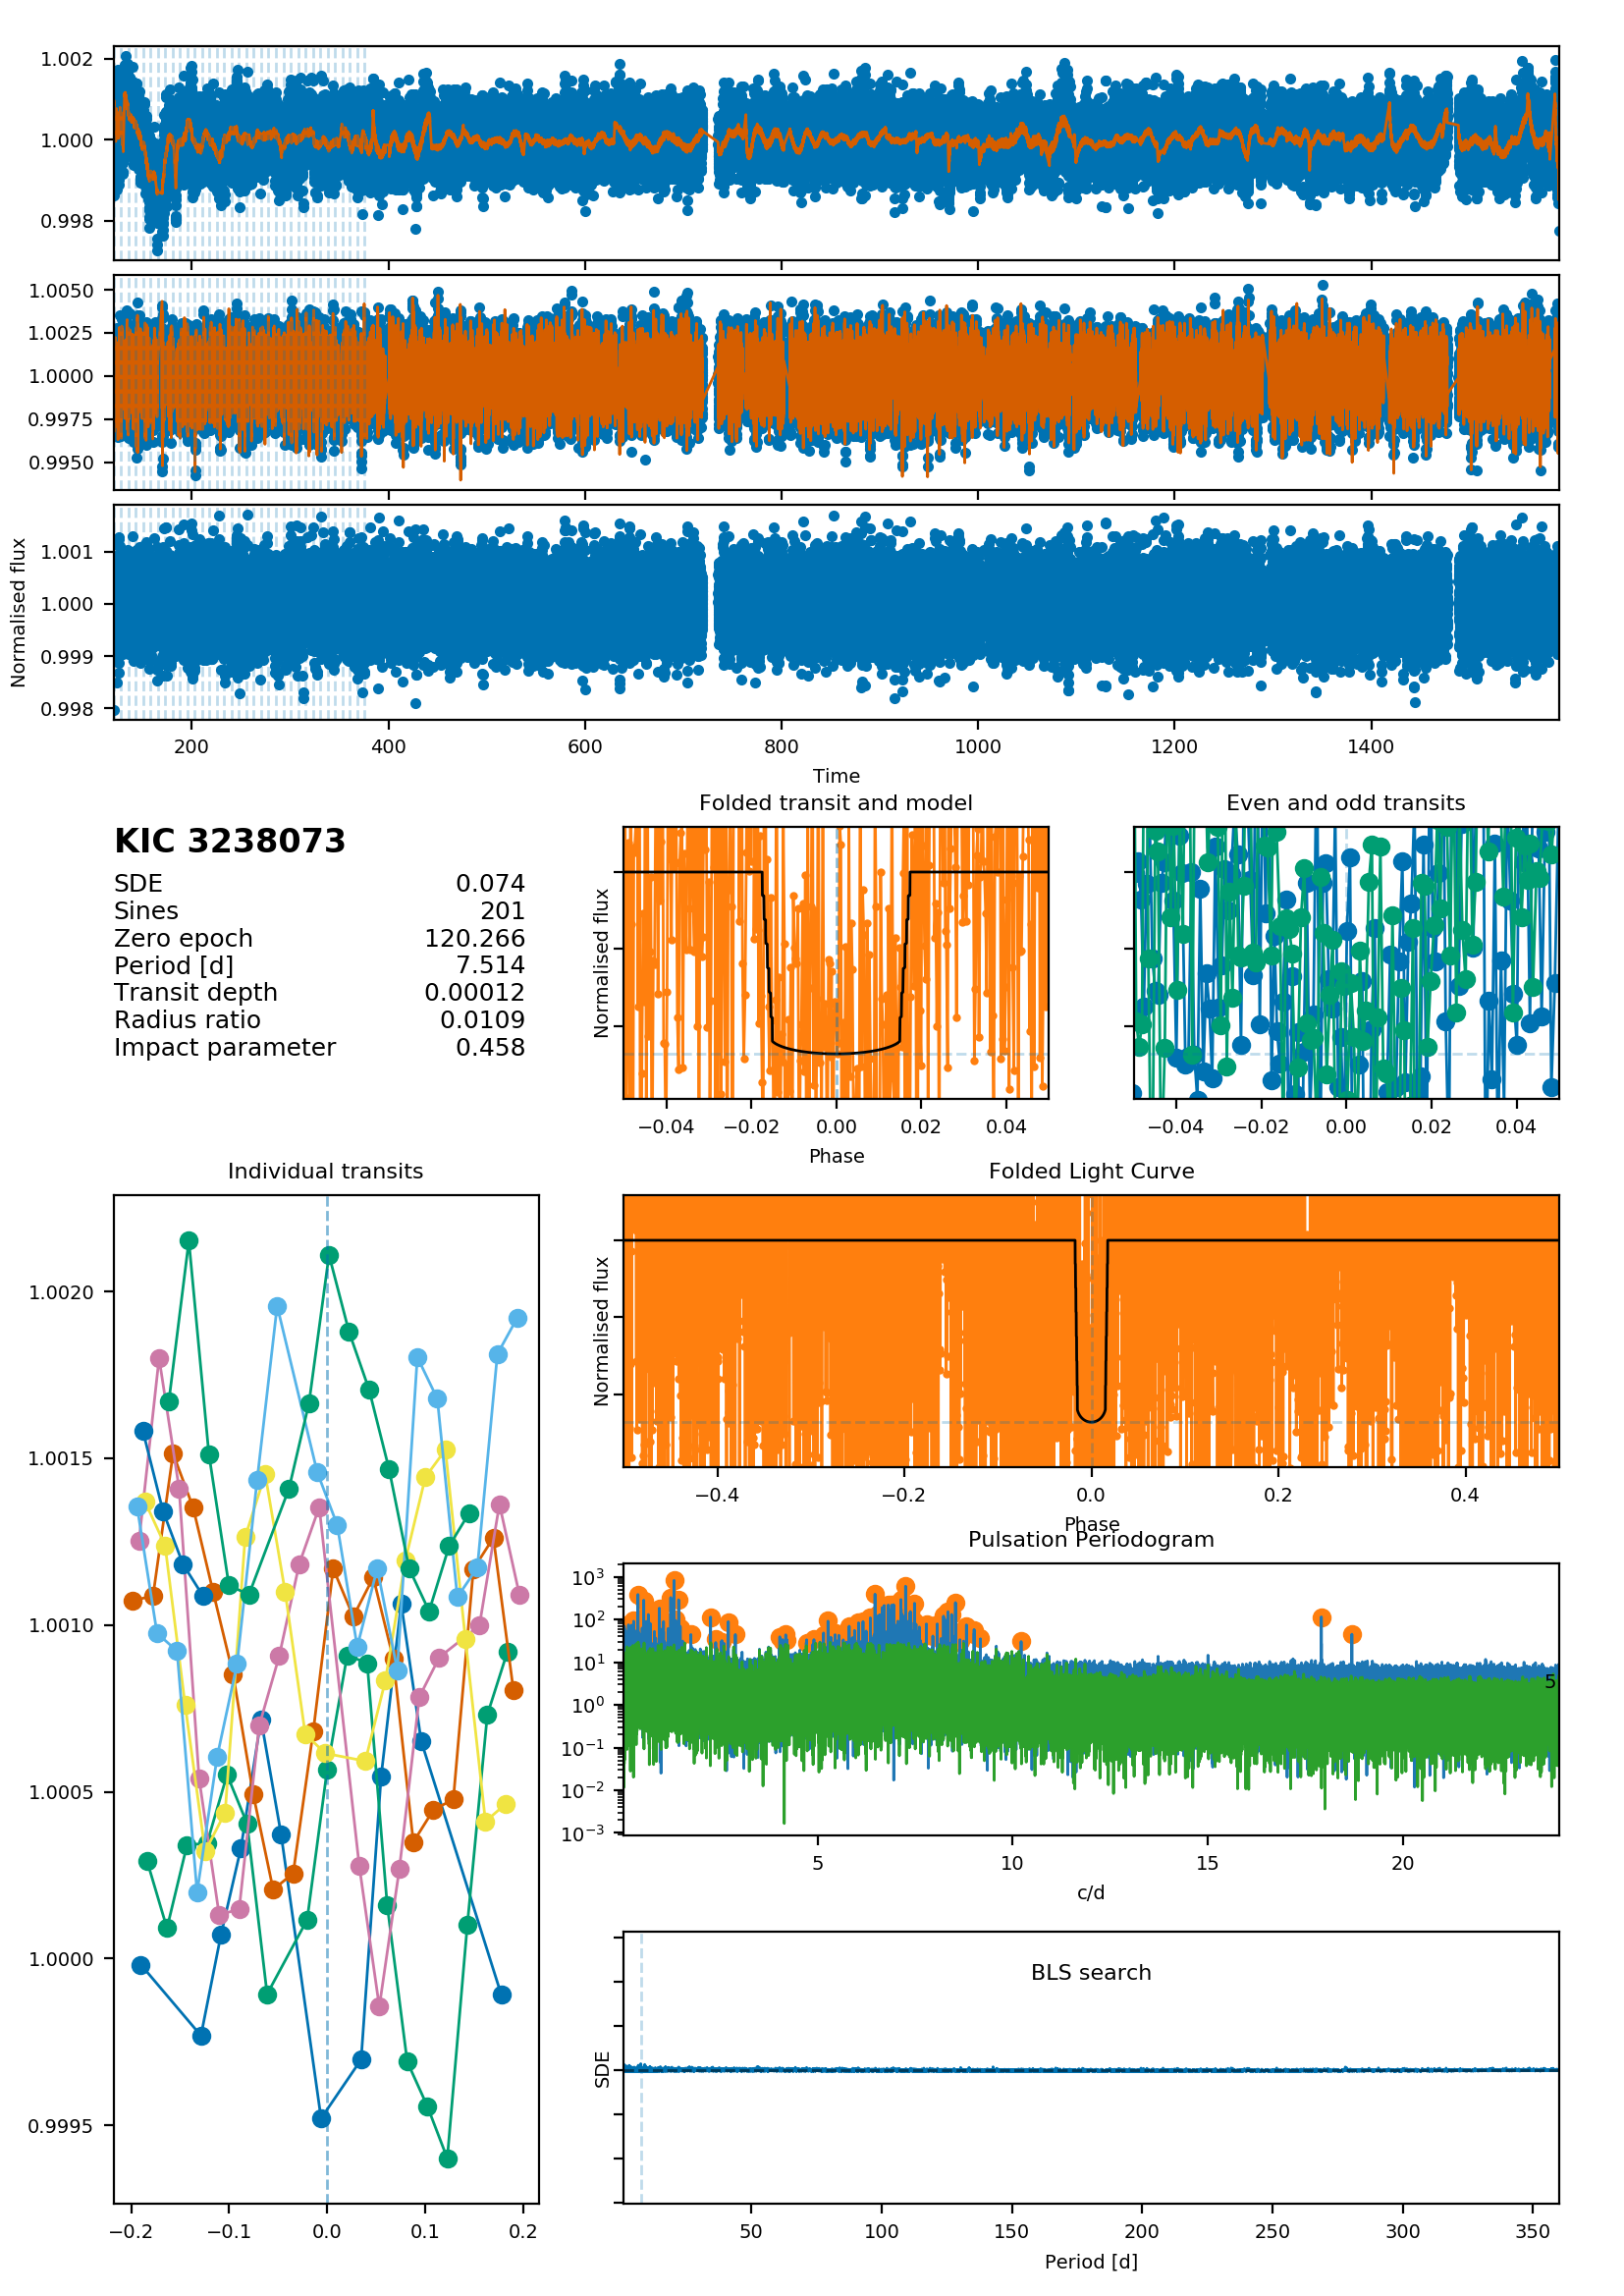 1.002
1.000
0.998
1.0050
1.0025
1.0000
0.9975
0.9950
1.001
1.000
0.999
0.998
Normalised flux
200 400 600 800 1000 1200 1400
Time
KIC 3238073
SDE 0.074
Sines 201
Zero epoch 120.266
Period [d] 7.514
Transit depth 0.00012
Radius ratio 0.0109
Impact parameter 0.458
Folded transit and model
Normalised flux
−0.04 −0.02 0.00 0.02 0.04
Phase
Even and odd transits
−0.04 −0.02 0.00 0.02 0.04
Individual transits
1.0020
1.0015
1.0010
1.0005
1.0000
0.9995
−0.2 −0.1 0.0 0.1 0.2
Folded Light Curve
Normalised flux
−0.4 −0.2 0.0 0.2 0.4
Phase
Pulsation Periodogram
10³
10²
10¹
10⁰
10⁻¹
10⁻²
10⁻³
5
5 10 15 20
c/d
BLS search
SDE
50 100 150 200 250 300 350
Period [d]